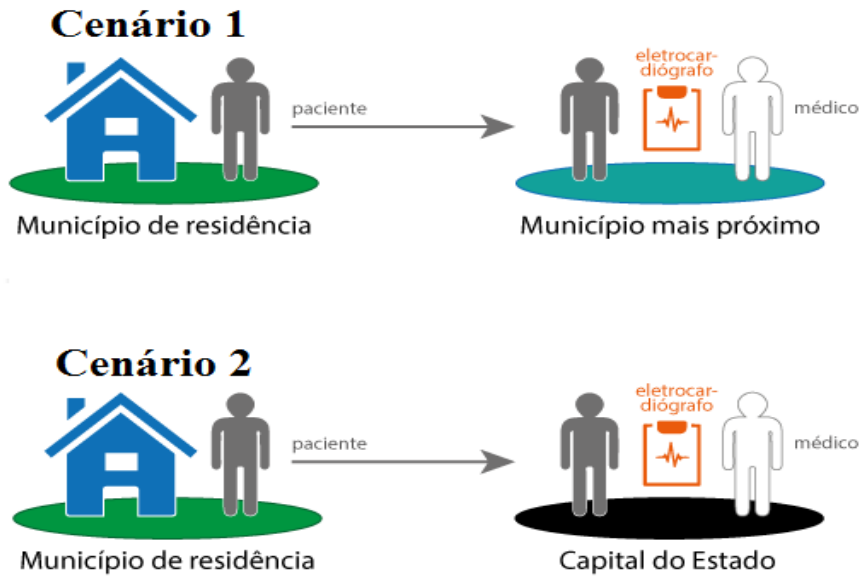 Cenário 1
eletrocar-
diógrafo
paciente
médico
Município de residência
Município mais próximo
Cenário 2
eletrocar-
diógrafo
paciente
médico
Município de residência
Capital do Estado